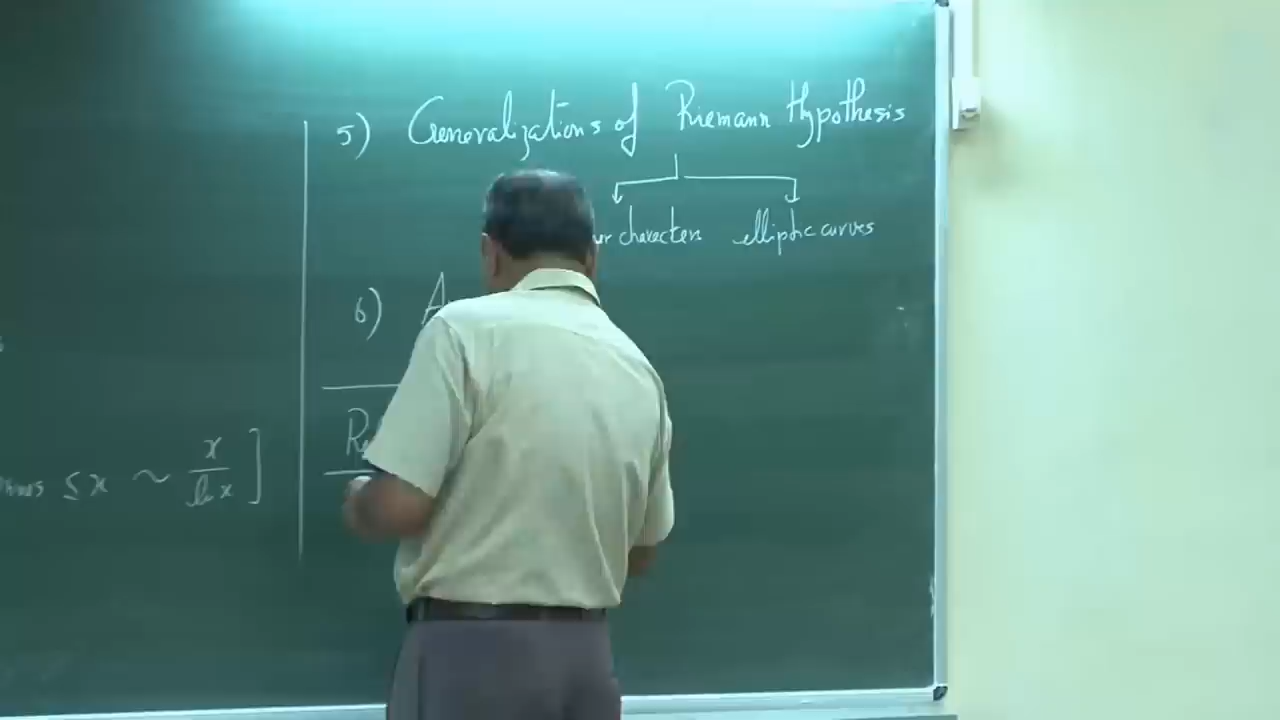 ≤ x ~ x/ln x ]
5) Generalizations of Riemann Hypothesis
characters elliptic curves
6) A
R